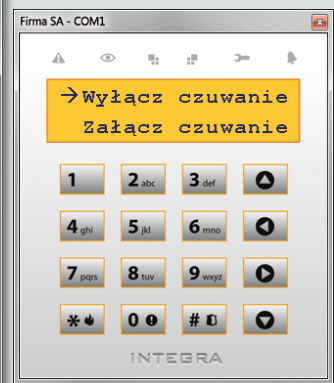 Firma SA - COM1
→Wyłącz czuwanie
Załącz czuwanie
1 2 abc 3 def
4 ghi 5 jkl 6 mno
7 pqrs 8 tuv 9 wxyz
* 0 #
INTEGRA